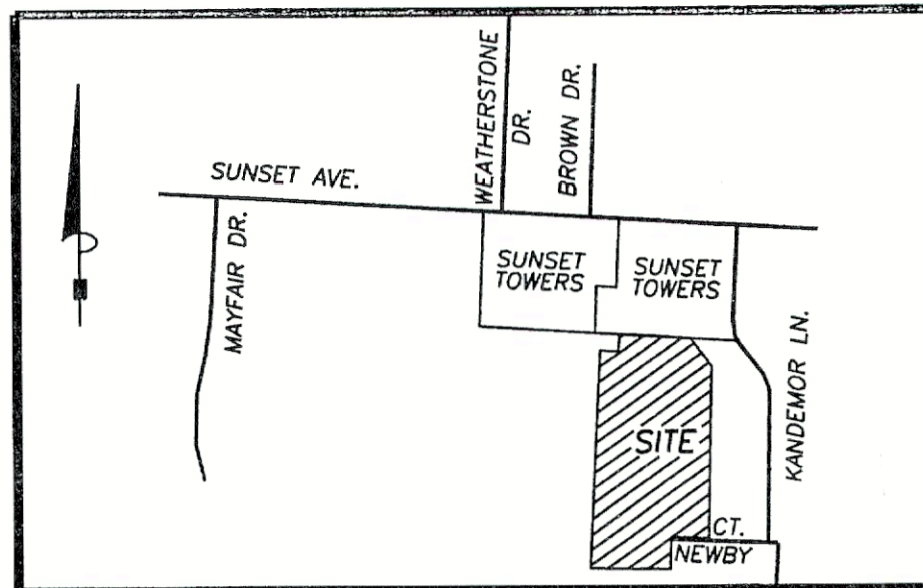 WEATHERSTONE
DR.
BROWN DR.
SUNSET AVE.
MAYFAIR DR.
SUNSET
TOWERS
SUNSET
TOWERS
KANDEMOR LN.
SITE
CT.
NEWBY